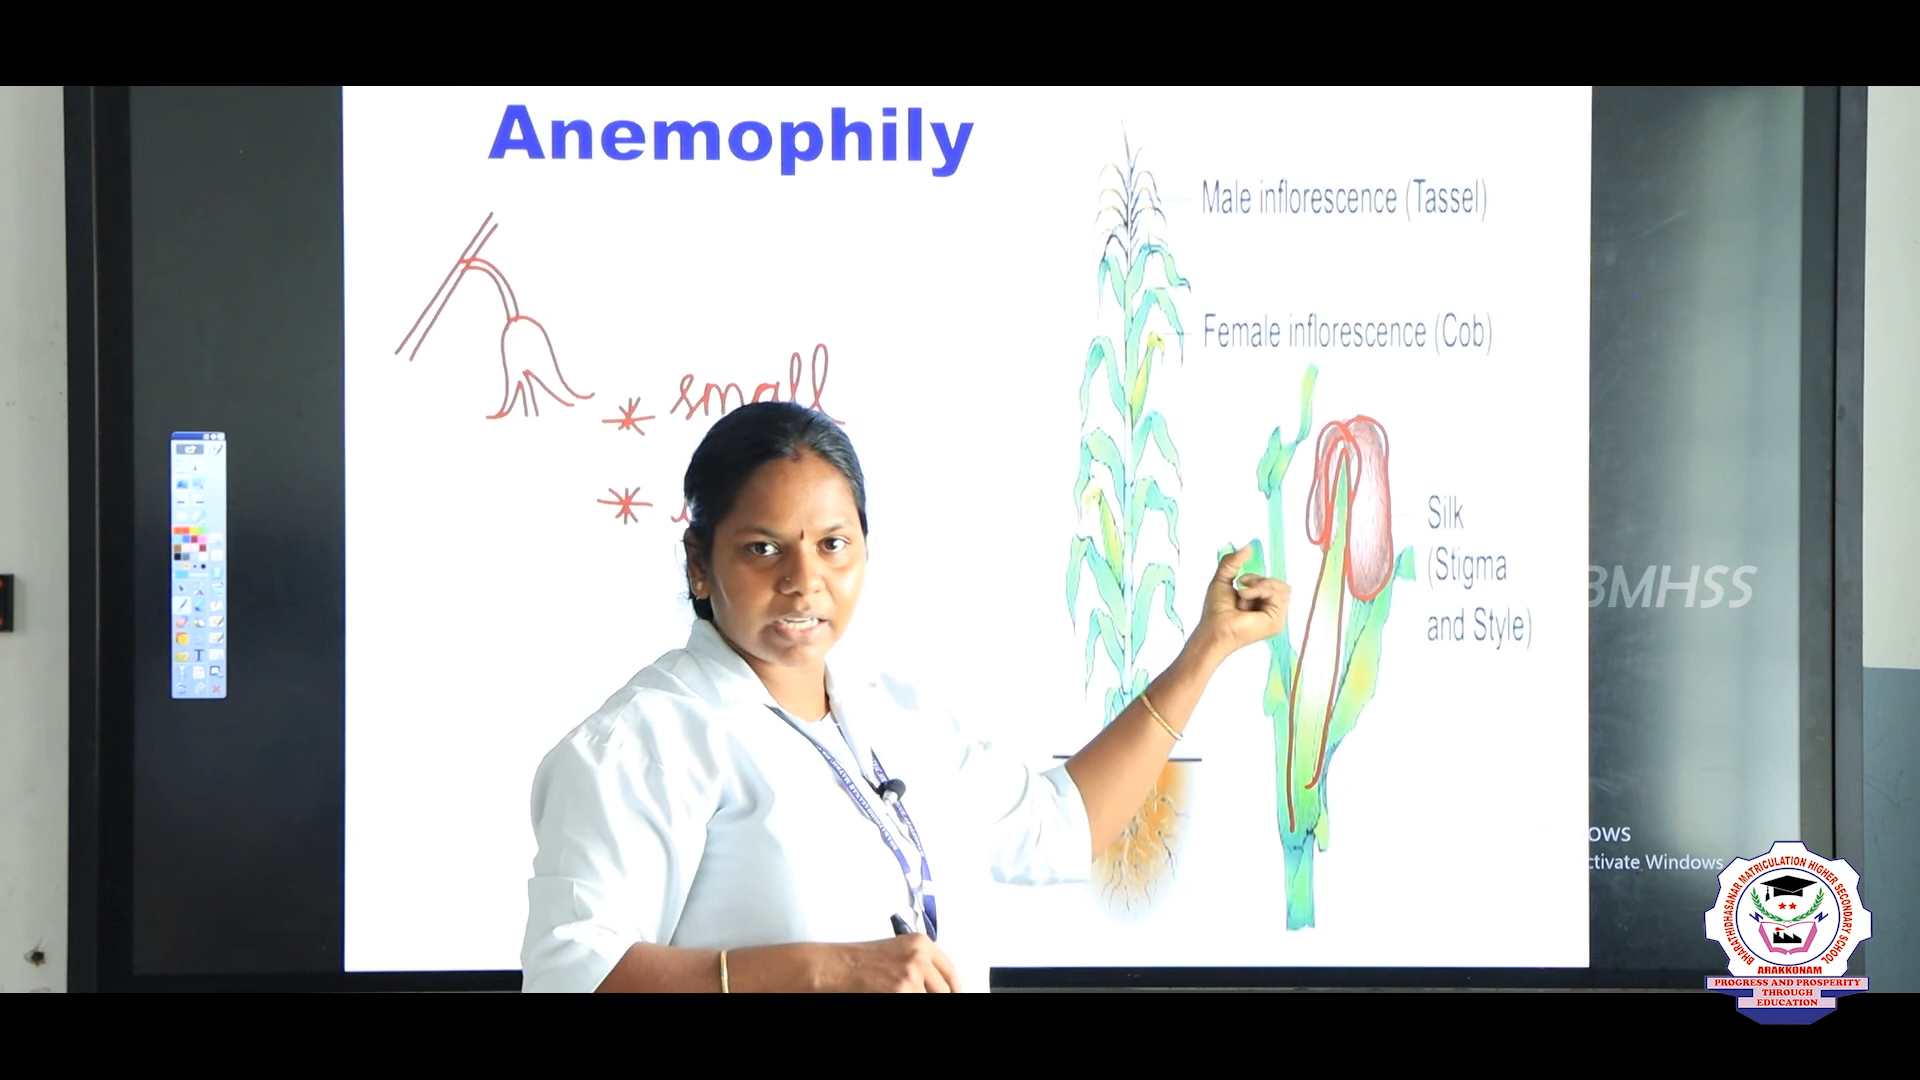 Anemophily
Male inflorescence (Tassel)
Female inflorescence (Cob)
* small
*
Silk
(Stigma
and Style)
BMHSS
ctivate Windows
BHARATHIDHASANAR MATRICULATION HIGHER SECONDARY SCHOOL
ARAKKONAM
PROGRESS AND PROSPERITY
THROUGH
EDUCATION